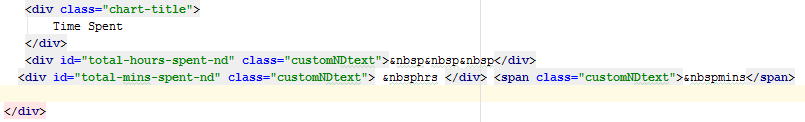 <div class="chart-title">
Time Spent
</div>
<div id="total-hours-spent-nd" class="customNDtext">&nbsp&nbsp&nbsp</div>
<div id="total-mins-spent-nd" class="customNDtext"> &nbsphrs </div> <span class="customNDtext">&nbspmins</span>
</div>